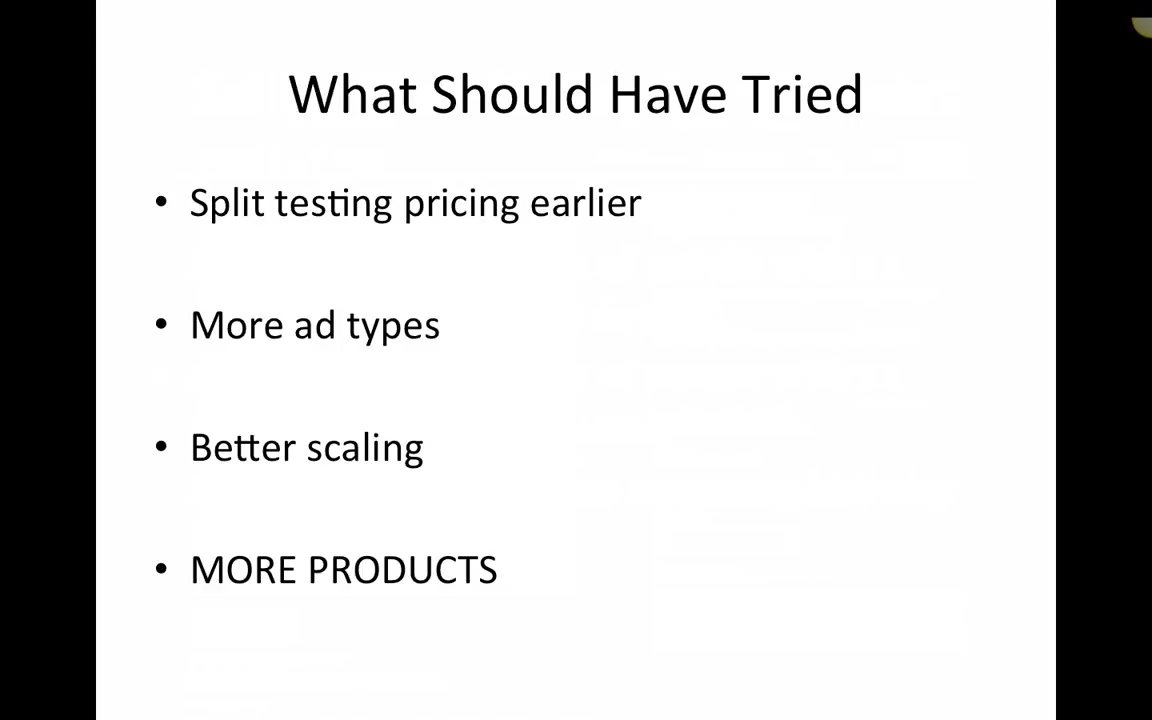 What Should Have Tried
• Split testing pricing earlier
• More ad types
• Better scaling
• MORE PRODUCTS